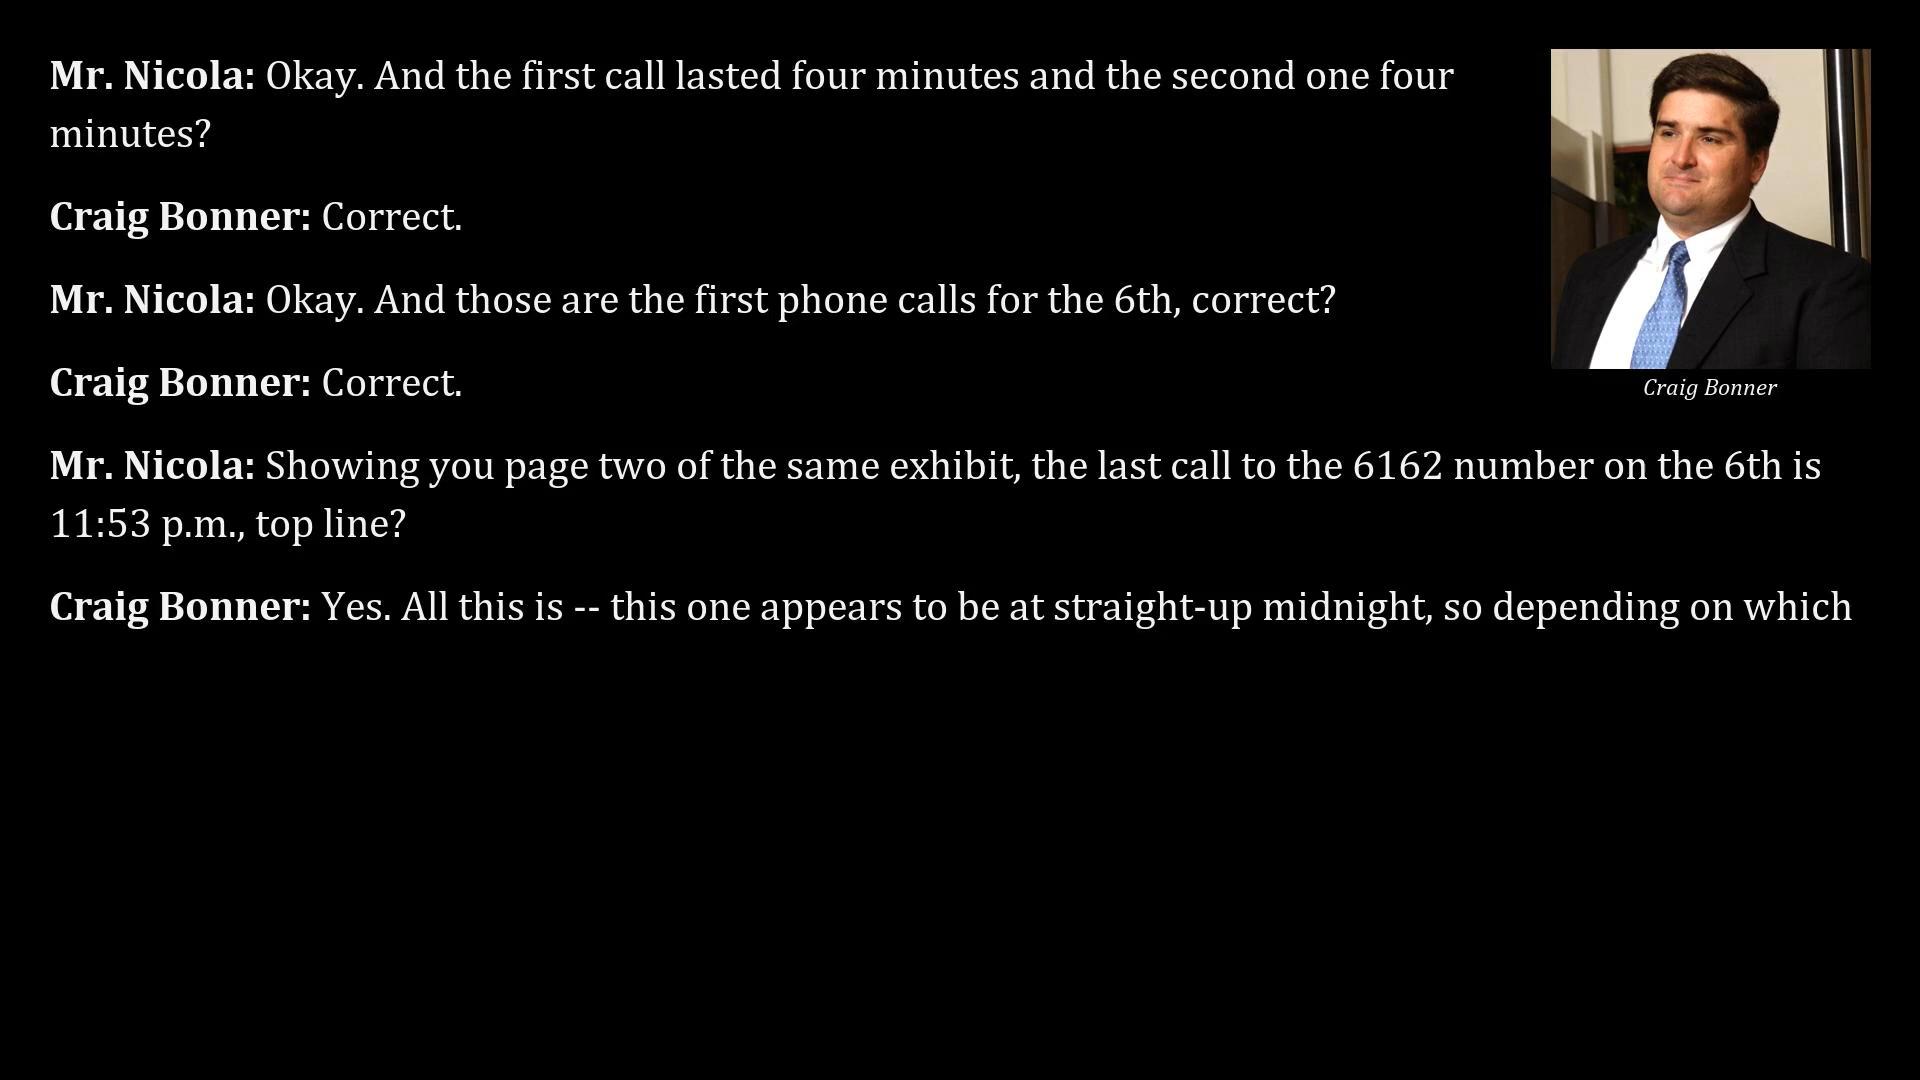 Mr. Nicola: Okay. And the first call lasted four minutes and the second one four
minutes?
Craig Bonner: Correct.
Mr. Nicola: Okay. And those are the first phone calls for the 6th, correct?
Craig Bonner: Correct.
Craig Bonner
Mr. Nicola: Showing you page two of the same exhibit, the last call to the 6162 number on the 6th is
11:53 p.m., top line?
Craig Bonner: Yes. All this is -- this one appears to be at straight-up midnight, so depending on which